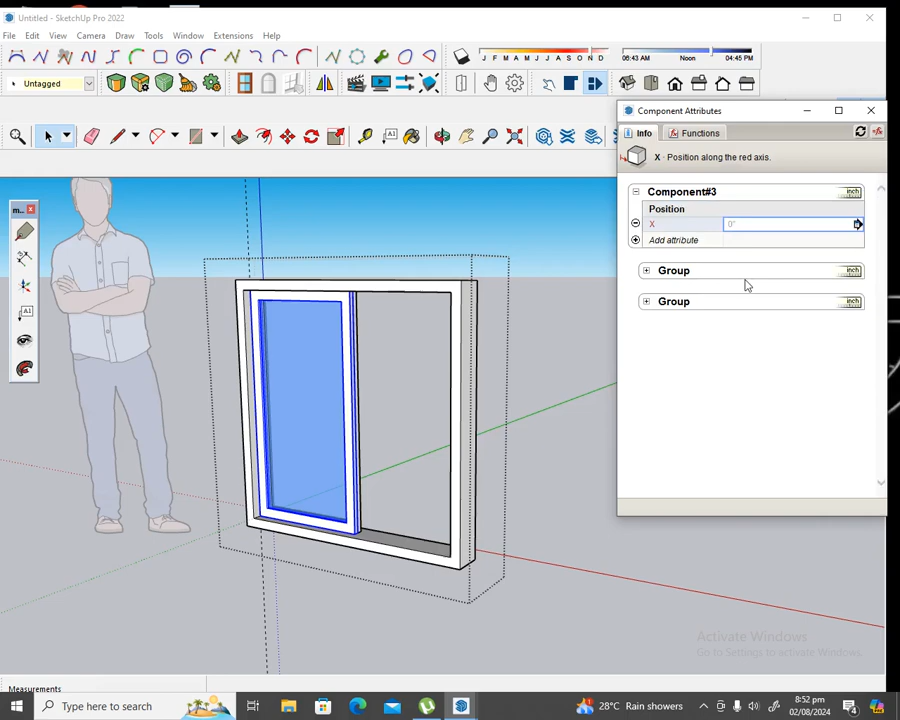 Untitled - SketchUp Pro 2022
File Edit View Camera Draw Tools Window Extensions Help
J F M A M J J A S O N D
06:43 AM Noon 04:45 PM
Untagged
Component Attributes
Info Functions
X - Position along the red axis.
Component#3 inch
Position
X 0"
Add attribute
Group inch
Group inch
m...
Activate Windows
Go to Settings to activate Windows.
Measurements
Type here to search
28°C Rain showers
8:52 pm
02/08/2024
4